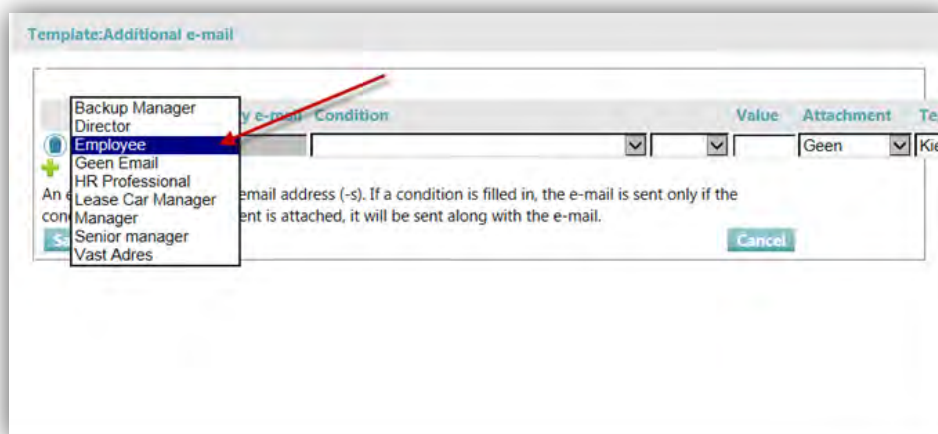 Template:Additional e-mail
Backup Manager
Director
Employee
Geen Email
HR Professional
Lease Car Manager
Manager
Senior manager
Vast Adres
e-mail Condition Value Attachment
Geen
An email address (-s). If a condition is filled in, the e-mail is sent only if the
is attached, it will be sent along with the e-mail.
Cancel